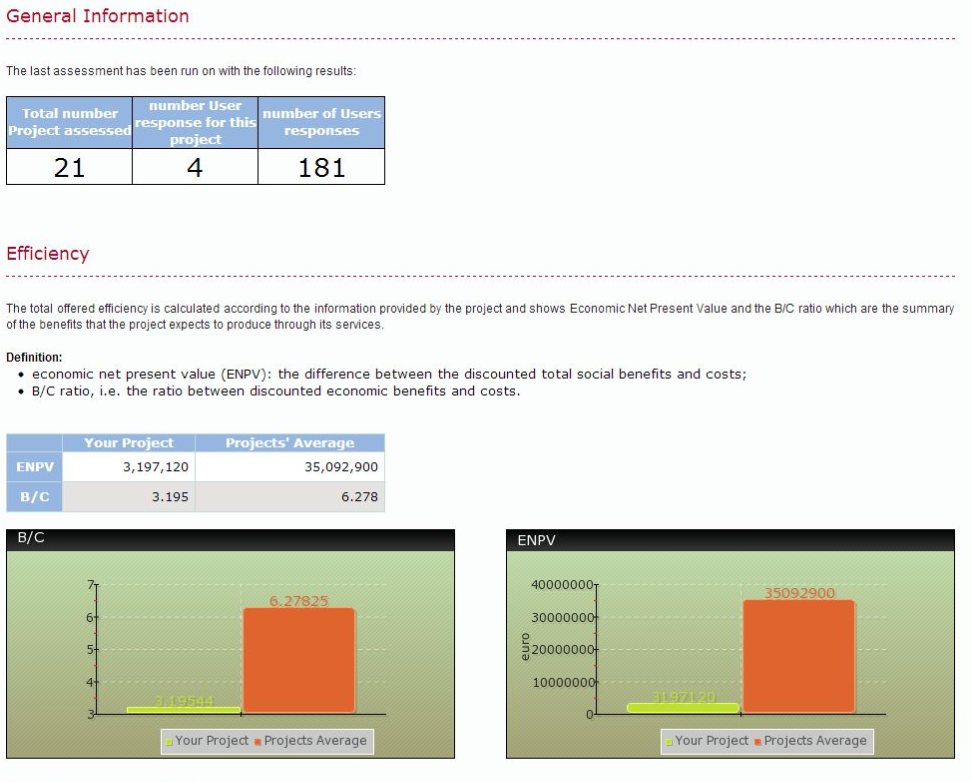 General Information
The last assessment has been run on with the following results:
Total number Project assessed
number User response for this project
number of Users responses
21 4 181
Efficiency
The total offered efficiency is calculated according to the information provided by the project and shows Economic Net Present Value and the B/C ratio which are the summary
of the benefits that the project expects to produce through its services.
Definition:
• economic net present value (ENPV): the difference between the discounted total social benefits and costs;
• B/C ratio, i.e. the ratio between discounted economic benefits and costs.
Your Project Projects' Average
ENPV 3,197,120 35,092,900
B/C 3.195 6.278
B/C
7
6
5
4
3
6.27825
3.19544
Your Project Projects Average
ENPV
euro
40000000
30000000
20000000
10000000
0
35092900
3197120
Your Project Projects Average